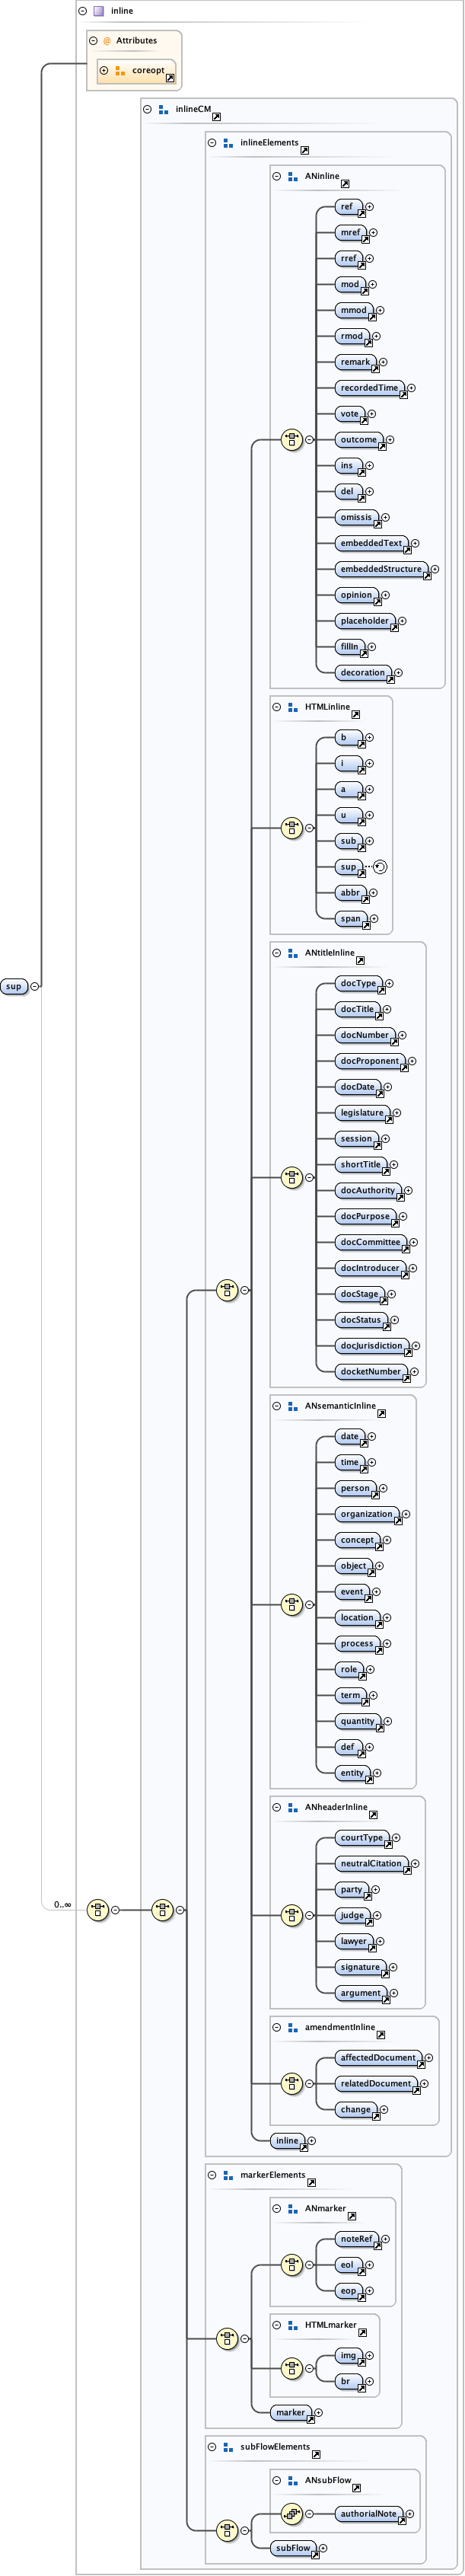 inline
Attributes
coreopt
inlineCM
inlineElements
ANinline
ref
mref
rref
mod
mmod
rmod
remark
recordedTime
vote
outcome
ins
del
omissis
embeddedText
embeddedStructure
opinion
placeholder
fillIn
decoration
HTMLinline
b
i
a
u
sub
sup
abbr
span
ANtitleInline
docType
sup
docTitle
docNumber
docProponent
docDate
legislature
session
shortTitle
docAuthority
docPurpose
docCommittee
docIntroducer
docStage
docStatus
docJurisdiction
docketNumber
ANsemanticInline
date
time
person
organization
concept
object
event
location
process
role
term
quantity
def
entity
ANheaderInline
courtType
neutralCitation
party
0..∞
judge
lawyer
signature
argument
amendmentInline
affectedDocument
relatedDocument
change
inline
markerElements
ANmarker
noteRef
eol
eop
HTMLmarker
img
br
marker
subFlowElements
ANsubFlow
authorialNote
subFlow